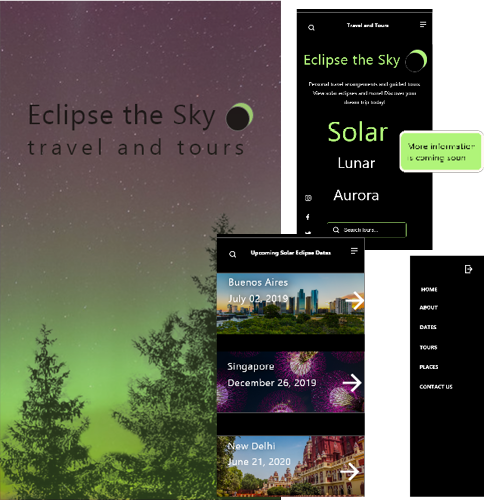 Eclipse the Sky
travel and tours
Travel and Tours
Eclipse the Sky
Personal travel arrangements and guided tours.
View solar eclipses and more! Discover your
dream trip today!
Solar
Lunar
Aurora
Search tours...
More information
is coming soon
Upcoming Solar Eclipse Dates
Buenos Aires
July 02, 2019
Singapore
December 26, 2019
New Delhi
June 21, 2020
HOME
ABOUT
DATES
TOURS
PLACES
CONTACT US